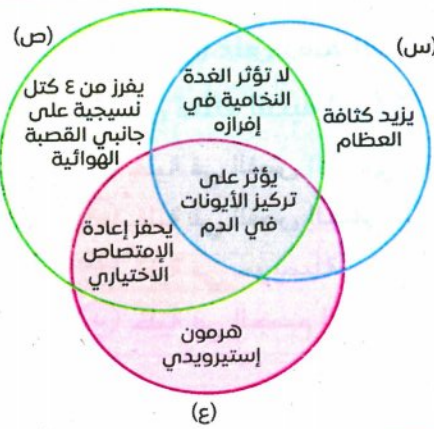 (ص)
(س)
يفرز من ٤ كتل
نسيجية على
جانبي القصبة
الهوائية
لا تؤثر الغدة
النخامية في
إفرازه
يزيد كثافة
العظام
يؤثر على
تركيز الأيونات
في الدم
يحفز إعادة
الإمتصاص
الاختياري
هرمون
إستيرويدي
(ع)